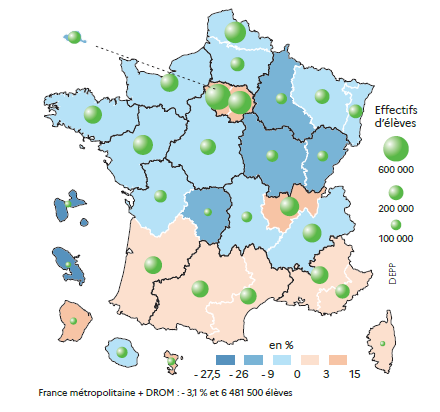 Effectifs
d'élèves
600 000
200 000
100 000
DEPP
en %
- 27,5 - 26 - 9 - 3 0 3 15
France métropolitaine + DROM : - 3,1 % et 6 481 500 élèves